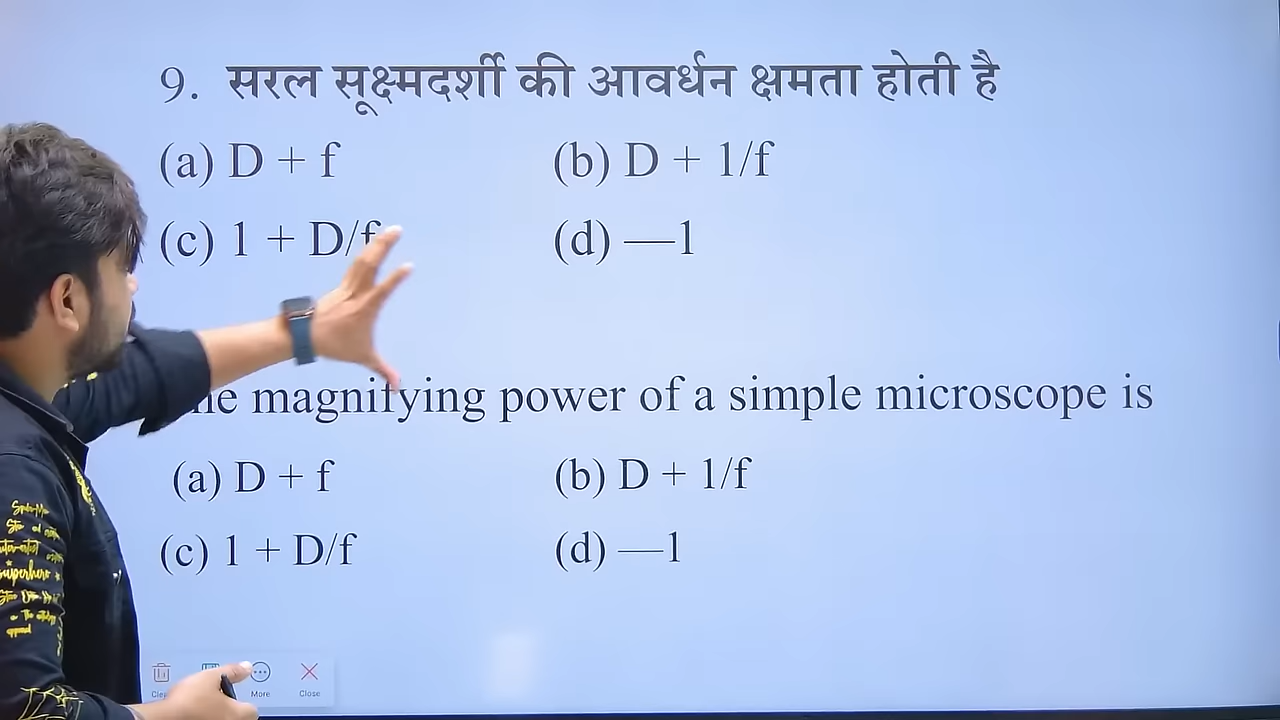 9. सरल सूक्ष्मदर्शी की आवर्धन क्षमता होती है
(a) D + f (b) D + 1/f
(c) 1 + D/f (d) —1
magnifying power of a simple microscope is
(a) D + f (b) D + 1/f
(c) 1 + D/f (d) —1
superhero
More Close